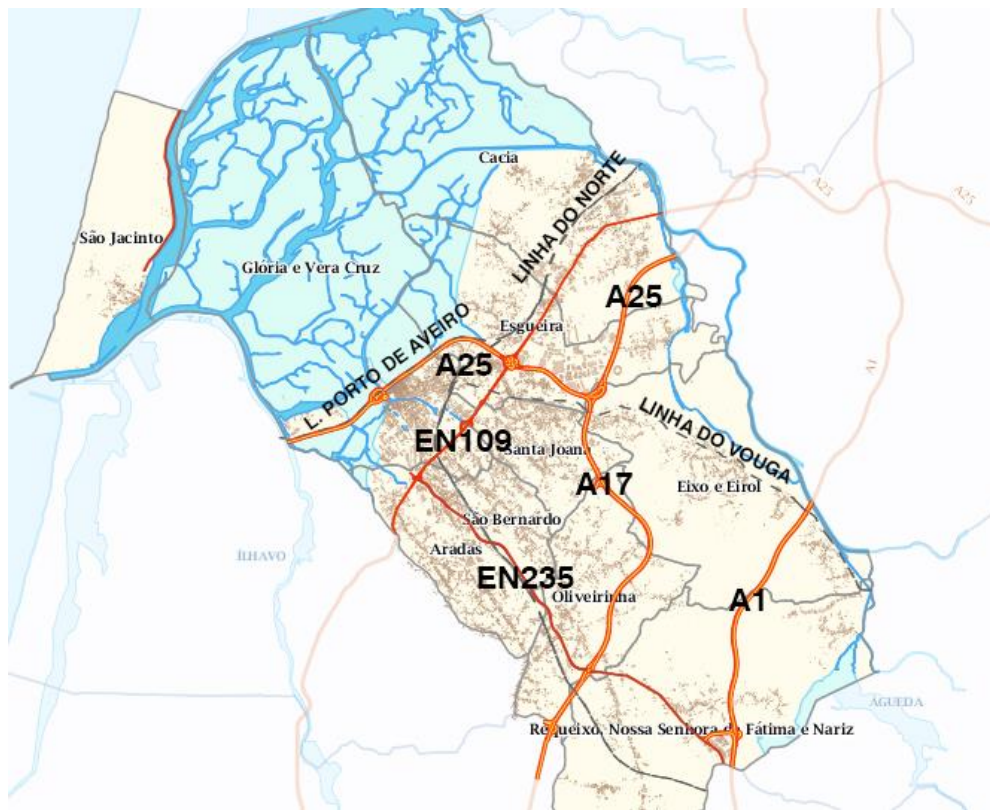 Cacia
LINHA DO NORTE
A25
A25
São Jacinto
Glória e Vera Cruz
A25
Esgueira
L. PORTO DE AVEIRO
A25
A1
LINHA DO VOUGA
EN109
Santa Joana
A17
Eixo e Eirol
São Bernardo
Aradas
ÍLHAVO
EN235
Oliveirinha
A1
ÁGUEDA
Requeixo, Nossa Senhora de Fátima e Nariz